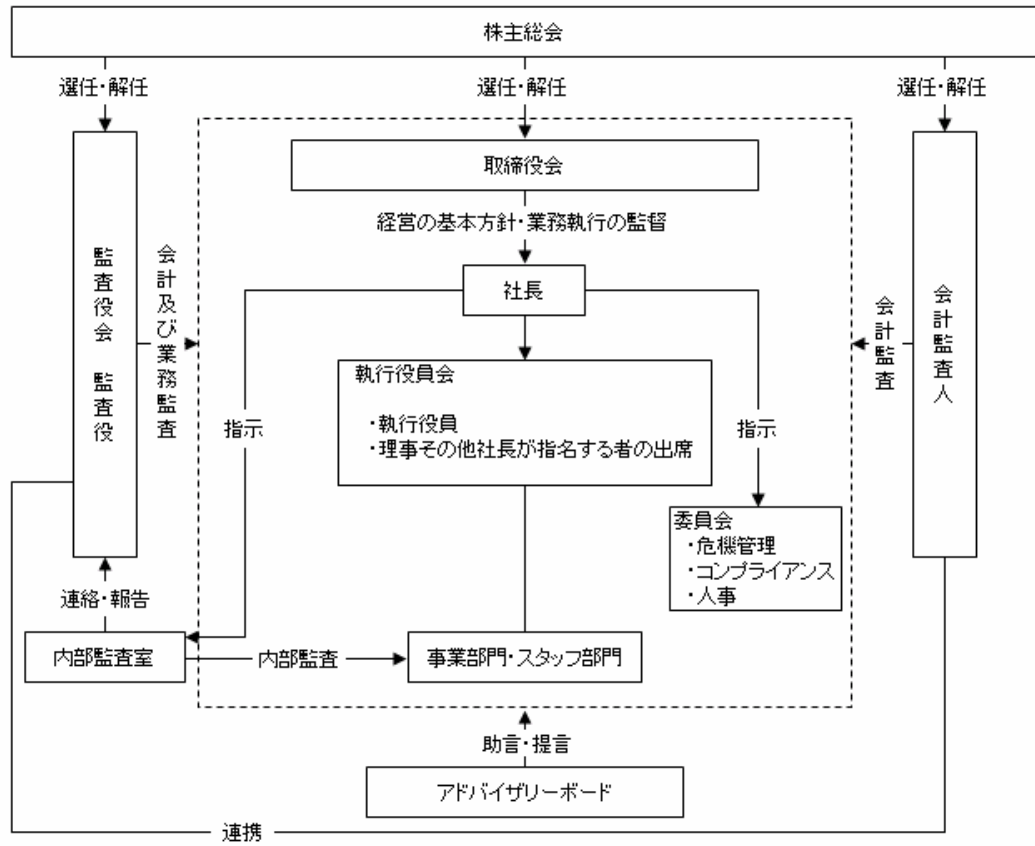 株主総会
選任・解任
選任・解任
選任・解任
取締役会
経営の基本方針・業務執行の監督
監査役会　監査役
会計及び業務監査
社長
会計監査
会計監査人
執行役員会
・執行役員
・理事その他社長が指名する者の出席
指示
指示
委員会
・危機管理
・コンプライアンス
・人事
連絡・報告
内部監査室
内部監査
事業部門・スタッフ部門
助言・提言
アドバイザリーボード
連携